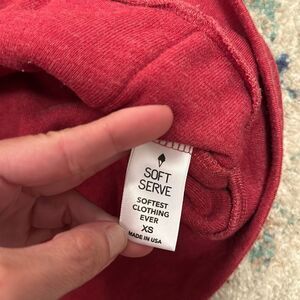 SOFT
SERVE
SOFTEST
CLOTHING
EVER
XS
MADE IN USA